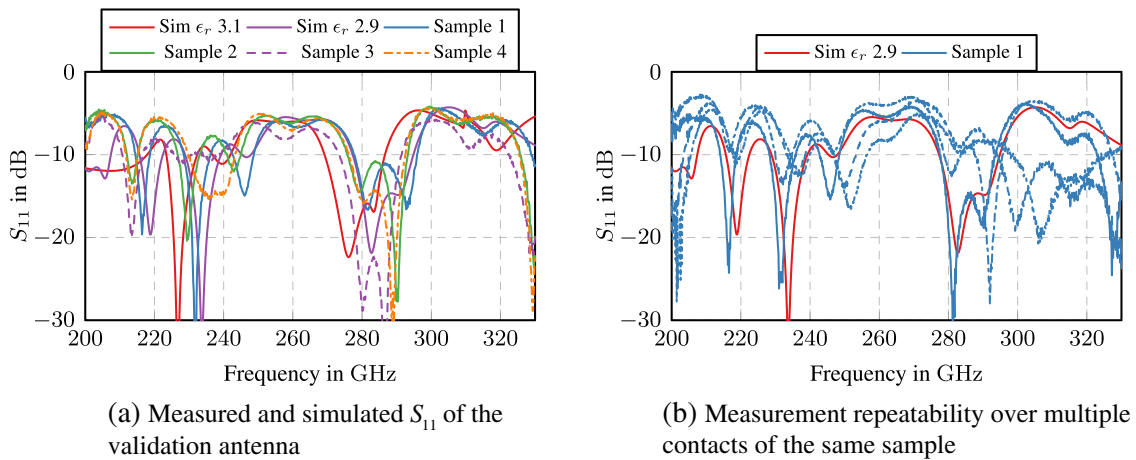 Sim ϵr 3.1 Sim ϵr 2.9 Sample 1
Sample 2 Sample 3 Sample 4
0
−10
−20
−30
S11 in dB
200 220 240 260 280 300 320
Frequency in GHz
(a) Measured and simulated S11 of the
validation antenna
Sim ϵr 2.9 Sample 1
0
−10
−20
−30
S11 in dB
200 220 240 260 280 300 320
Frequency in GHz
(b) Measurement repeatability over multiple
contacts of the same sample